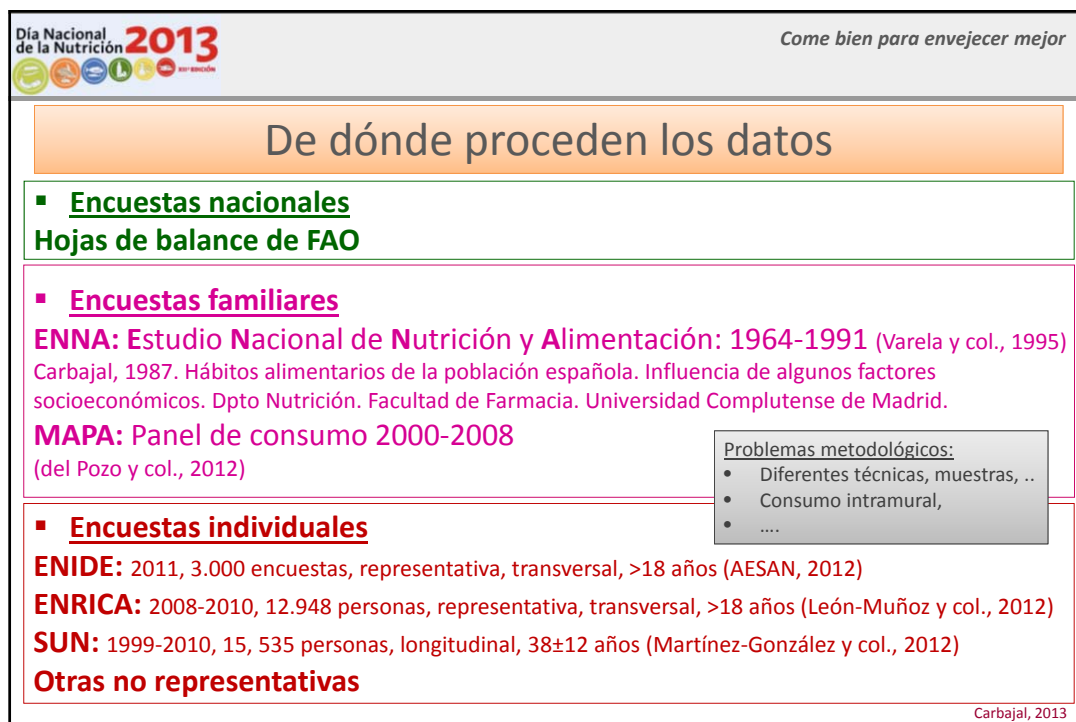 Día Nacional
de la Nutrición 2013
XIIª EDICIÓN
Come bien para envejecer mejor
De dónde proceden los datos
▪ Encuestas nacionales
Hojas de balance de FAO
▪ Encuestas familiares
ENNA: Estudio Nacional de Nutrición y Alimentación: 1964-1991 (Varela y col., 1995)
Carbajal, 1987. Hábitos alimentarios de la población española. Influencia de algunos factores
socioeconómicos. Dpto Nutrición. Facultad de Farmacia. Universidad Complutense de Madrid.
MAPA: Panel de consumo 2000-2008
(del Pozo y col., 2012)
Problemas metodológicos:
• Diferentes técnicas, muestras, ..
• Consumo intramural,
• ….
▪ Encuestas individuales
ENIDE: 2011, 3.000 encuestas, representativa, transversal, >18 años (AESAN, 2012)
ENRICA: 2008-2010, 12.948 personas, representativa, transversal, >18 años (León-Muñoz y col., 2012)
SUN: 1999-2010, 15, 535 personas, longitudinal, 38±12 años (Martínez-González y col., 2012)
Otras no representativas
Carbajal, 2013